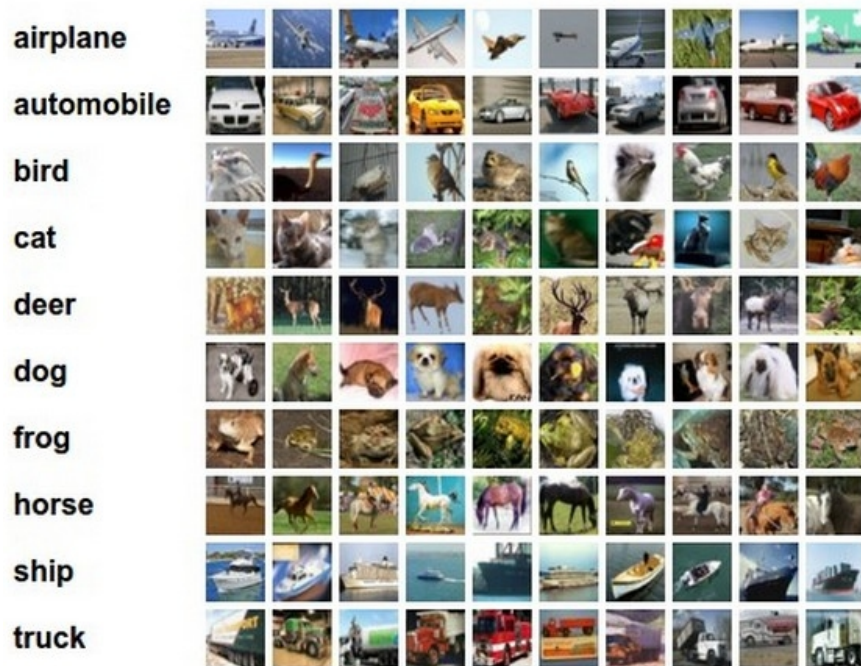 airplane
automobile
bird
cat
deer
dog
frog
horse
ship
truck